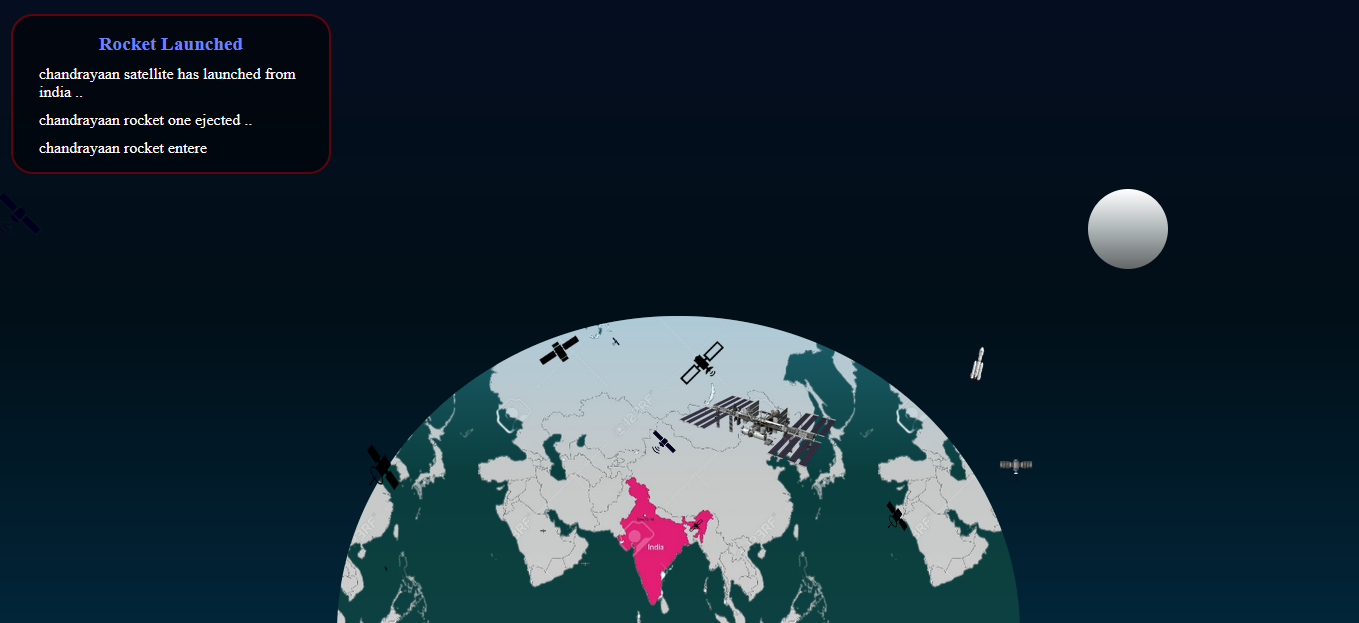 Rocket Launched
chandrayaan satellite has launched from
india ..
chandrayaan rocket one ejected ..
chandrayaan rocket entere
India